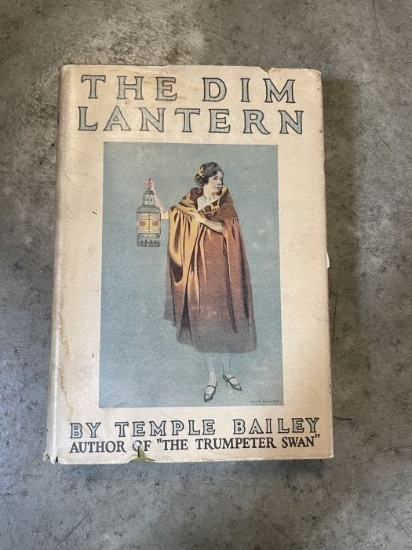 THE DIM
LANTERN
BY TEMPLE BAILEY
AUTHOR OF "THE TRUMPETER SWAN"